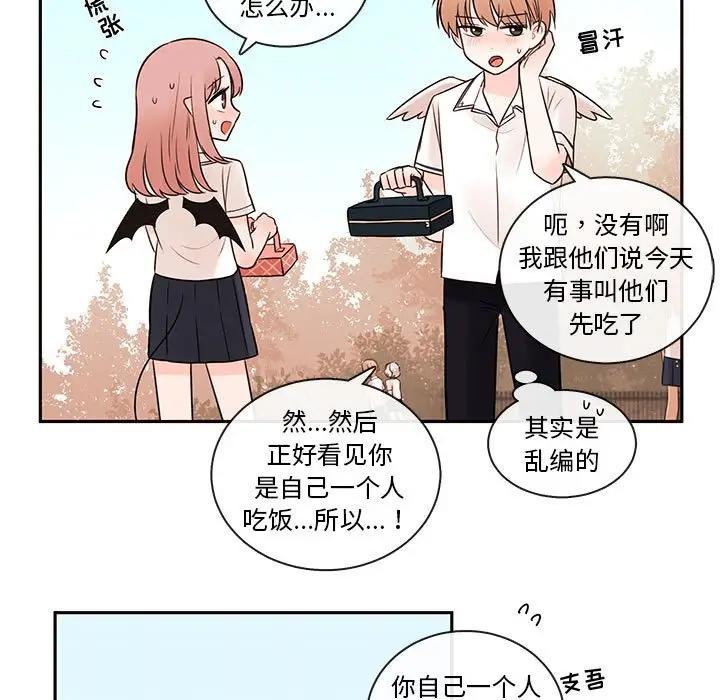 慌张
怎么办...
冒汗
呃，没有啊
我跟他们说今天
有事叫他们
先吃了
其实是
乱编的
然...然后
正好看见你
是自己一个人
吃饭...所以...！
你自己一个人
支吾